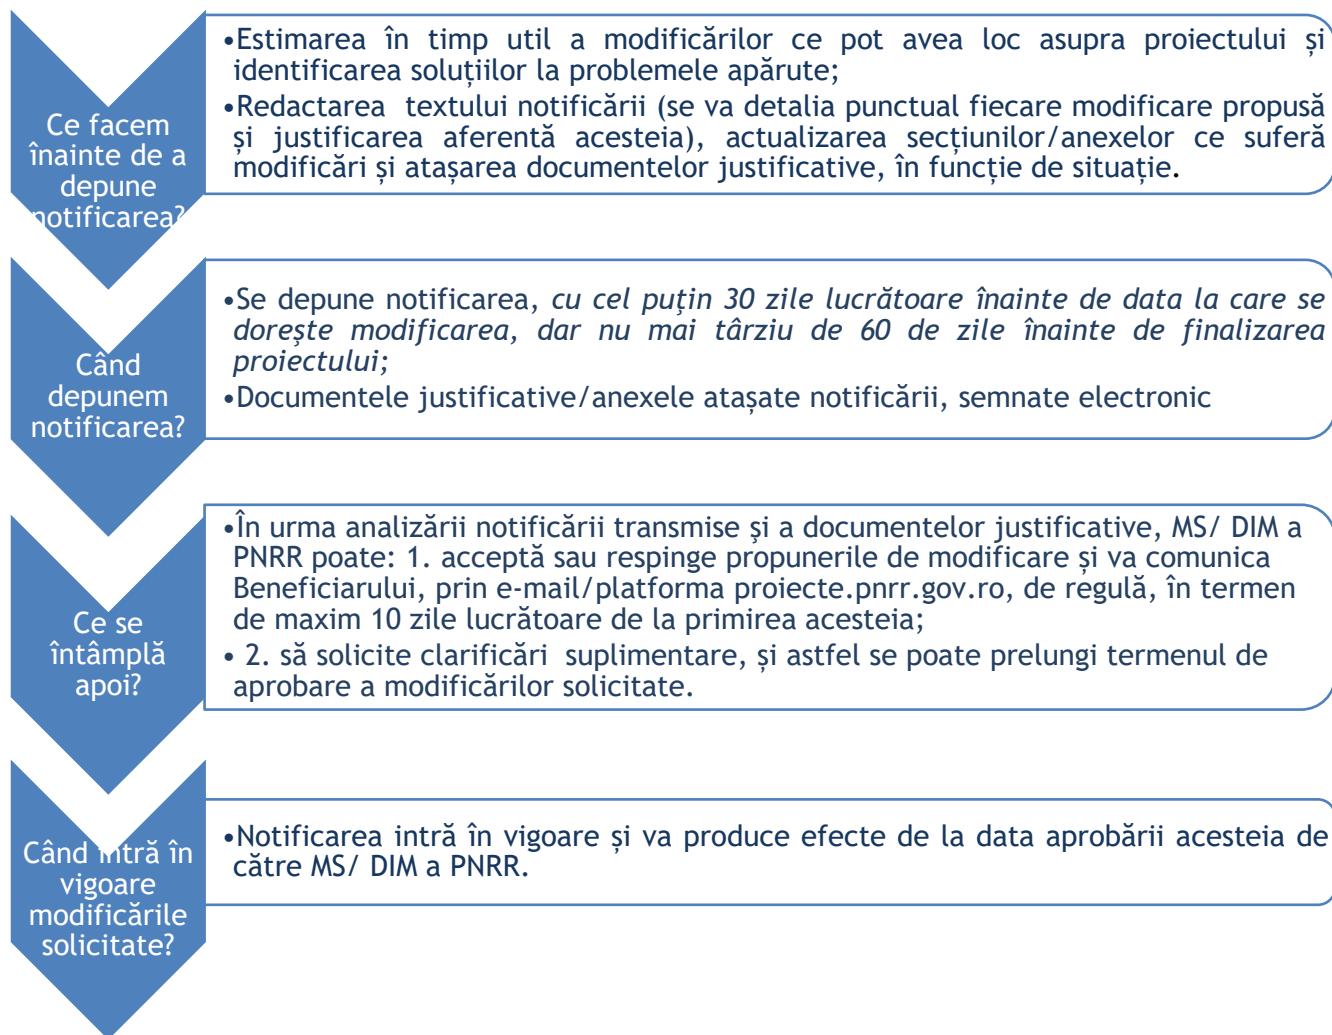 Ce facem
înainte de a
depune
notificarea?
•Estimarea în timp util a modificărilor ce pot avea loc asupra proiectului și
identificarea soluțiilor la problemele apărute;
•Redactarea textului notificării (se va detalia punctual fiecare modificare propusă
și justificarea aferentă acesteia), actualizarea secțiunilor/anexelor ce suferă
modificări și atașarea documentelor justificative, în funcție de situație.
Când
depunem
notificarea?
•Se depune notificarea, cu cel puțin 30 zile lucrătoare înainte de data la care se
dorește modificarea, dar nu mai târziu de 60 de zile înainte de finalizarea
proiectului;
•Documentele justificative/anexele atașate notificării, semnate electronic
Ce se
întâmplă
apoi?
•În urma analizării notificării transmise şi a documentelor justificative, MS/ DIM a
PNRR poate: 1. acceptă sau respinge propunerile de modificare și va comunica
Beneficiarului, prin e-mail/platforma proiecte.pnrr.gov.ro, de regulă, în termen
de maxim 10 zile lucrătoare de la primirea acesteia;
• 2. să solicite clarificări suplimentare, și astfel se poate prelungi termenul de
aprobare a modificărilor solicitate.
Când intră în
vigoare
modificările
solicitate?
•Notificarea intră în vigoare și va produce efecte de la data aprobării acesteia de
către MS/ DIM a PNRR.